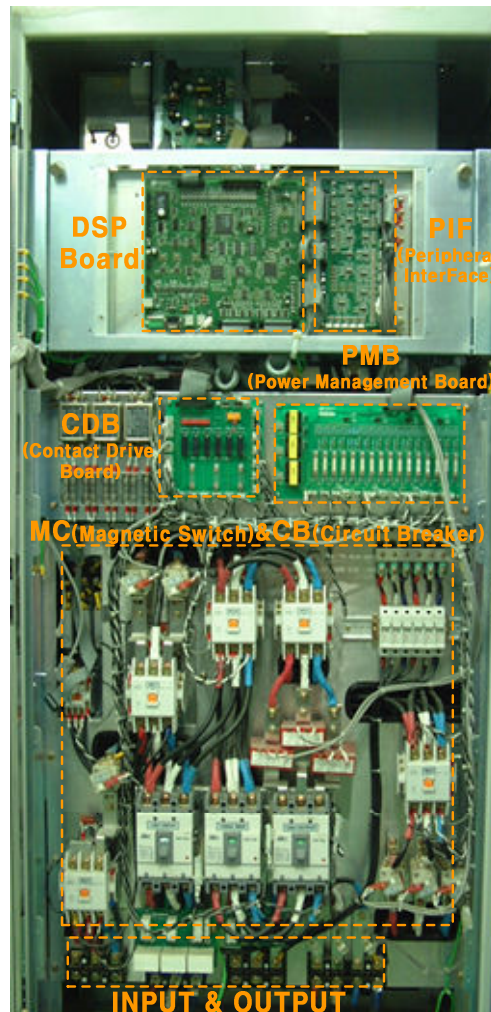 DSP
Board
PIF
(Periphera
InterFace
PMB
(Power Management Board)
CDB
(Contact Drive
Board)
MC(Magnetic Switch)&CB(Circuit Breaker)
INPUT & OUTPUT